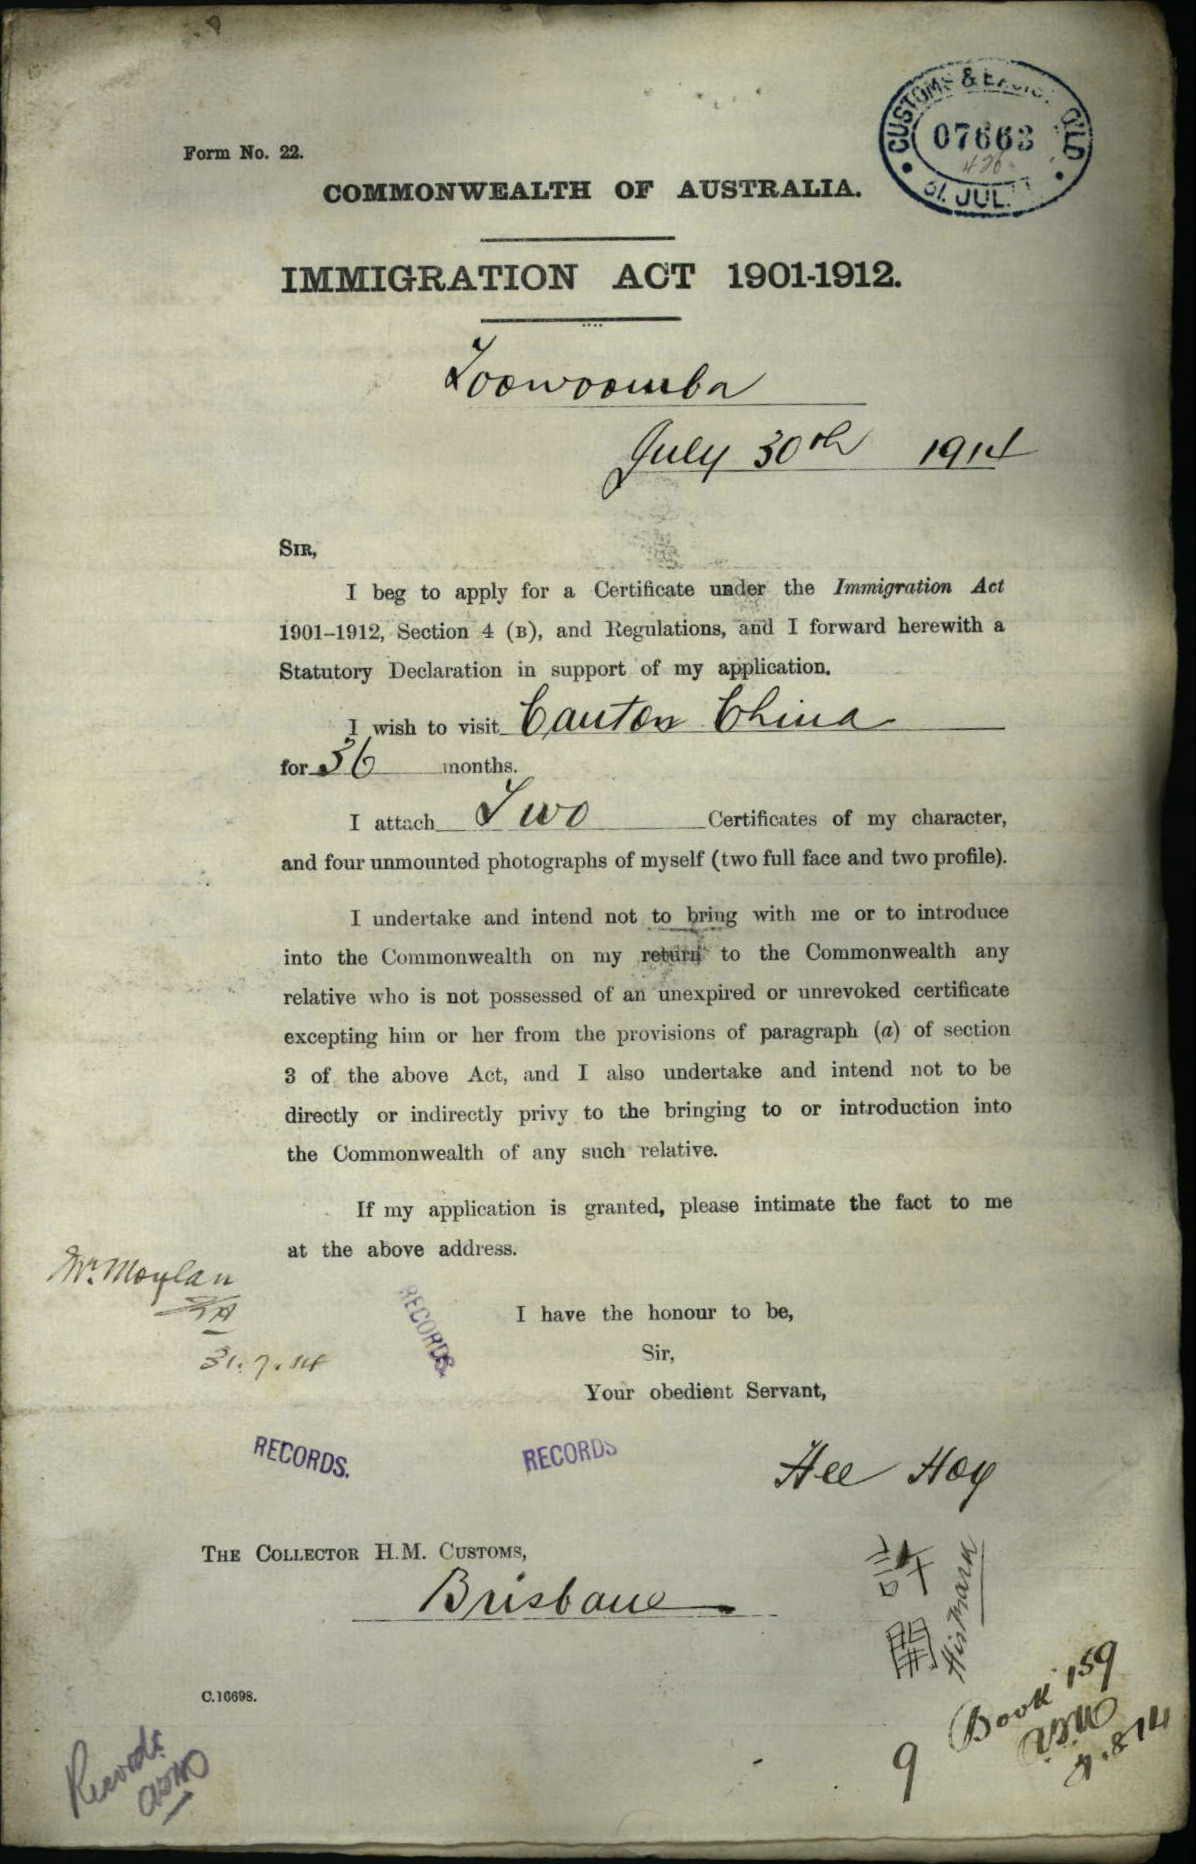 CUSTOMS & EXCISE QLD
07663
31. JUL.
Form No. 22.
COMMONWEALTH OF AUSTRALIA.
IMMIGRATION ACT 1901-1912.
Toowoomba
July 30th 1914
SIR,
I beg to apply for a Certificate under the Immigration Act
1901-1912, Section 4 (B), and Regulations, and I forward herewith a
Statutory Declaration in support of my application.
I wish to visit Canton China
for 36 months.
I attach Two Certificates of my character,
and four unmounted photographs of myself (two full face and two profile).
I undertake and intend not to bring with me or to introduce
into the Commonwealth on my return to the Commonwealth any
relative who is not possessed of an unexpired or unrevoked certificate
excepting him or her from the provisions of paragraph (a) of section
3 of the above Act, and I also undertake and intend not to be
directly or indirectly privy to the bringing to or introduction into
the Commonwealth of any such relative.
If my application is granted, please intimate the fact to me
at the above address.
Mr. Moylan
31.7.14
I have the honour to be,
Sir,
Your obedient Servant,
RECORDS.
RECORDS.
RECORDS
Hee Hoy
許開
His Mark
THE COLLECTOR H.M. CUSTOMS,
Brisbane
C.16698.
Records
Book 159
9